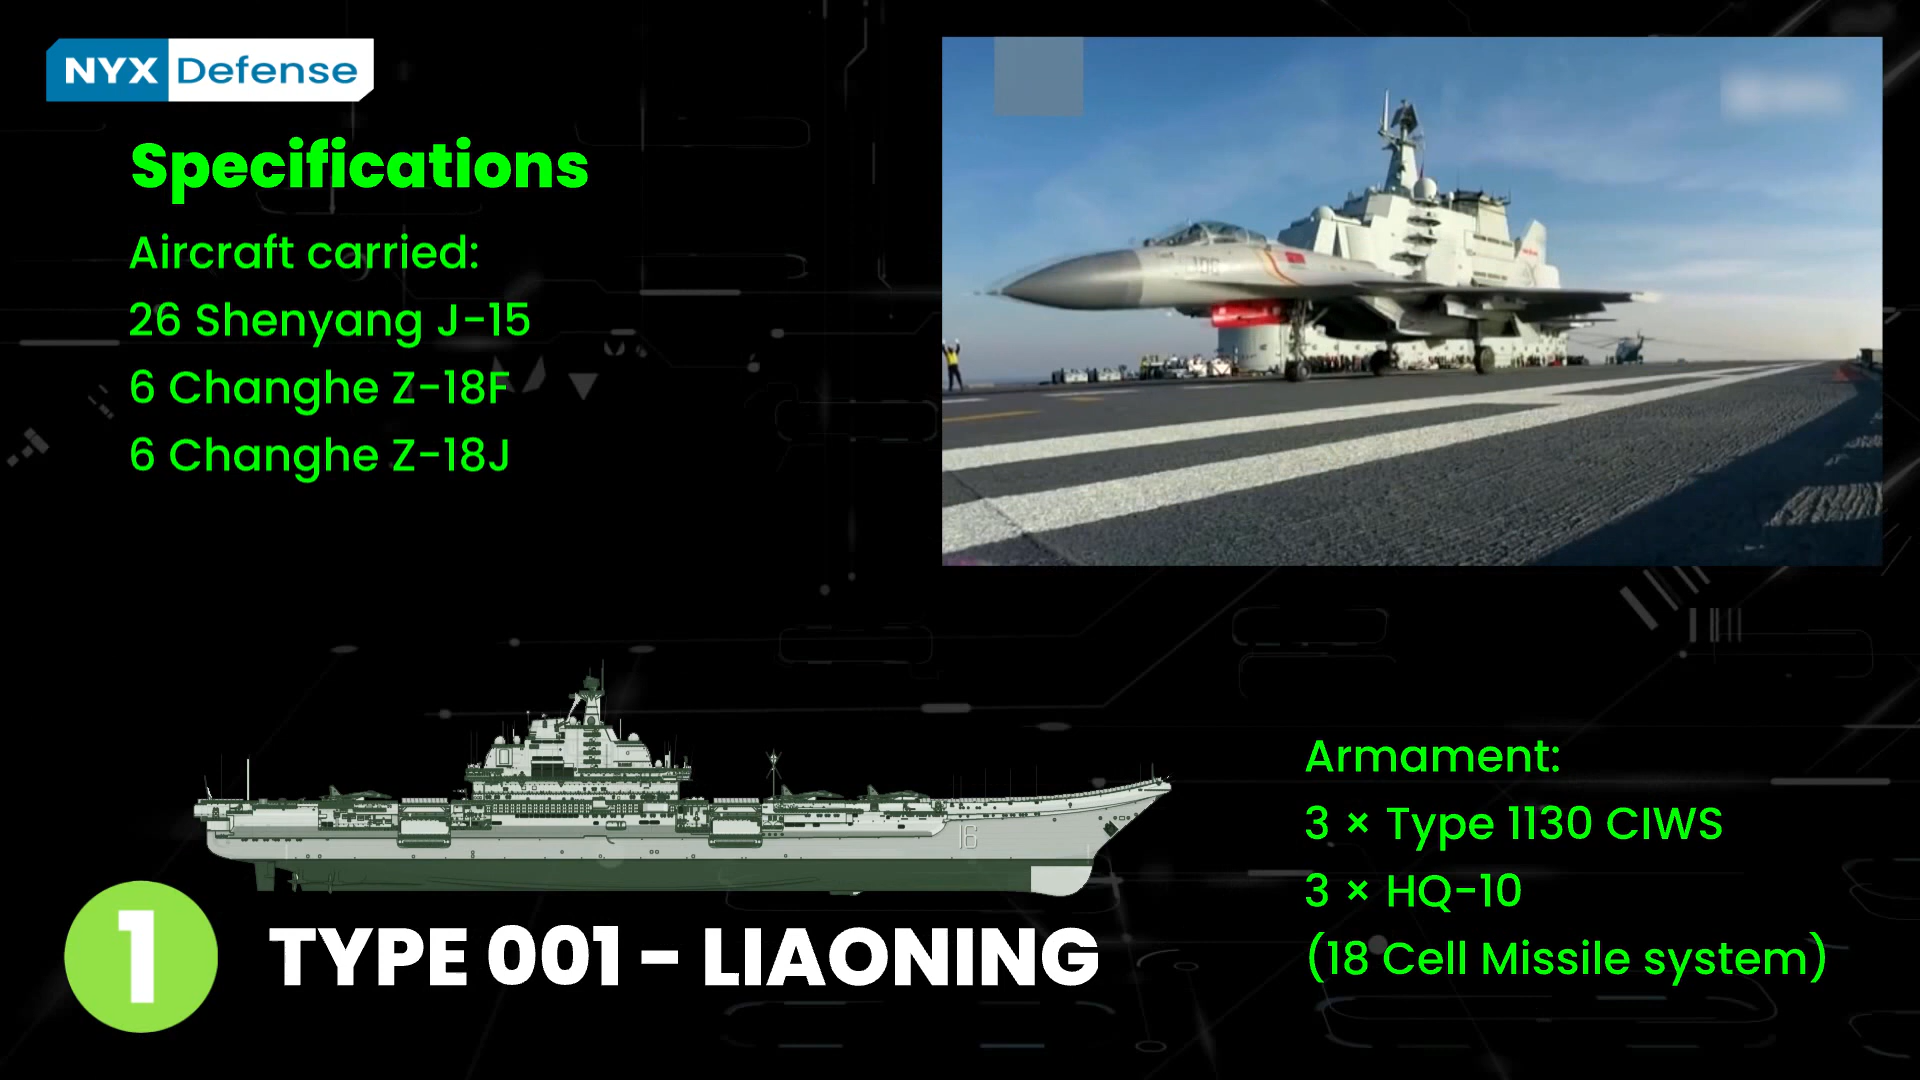 NYX Defense
Specifications
Aircraft carried:
26 Shenyang J-15
6 Changhe Z-18F
6 Changhe Z-18J
16
Armament:
3 × Type 1130 CIWS
3 × HQ-10
(18 Cell Missile system)
1
TYPE 001 - LIAONING